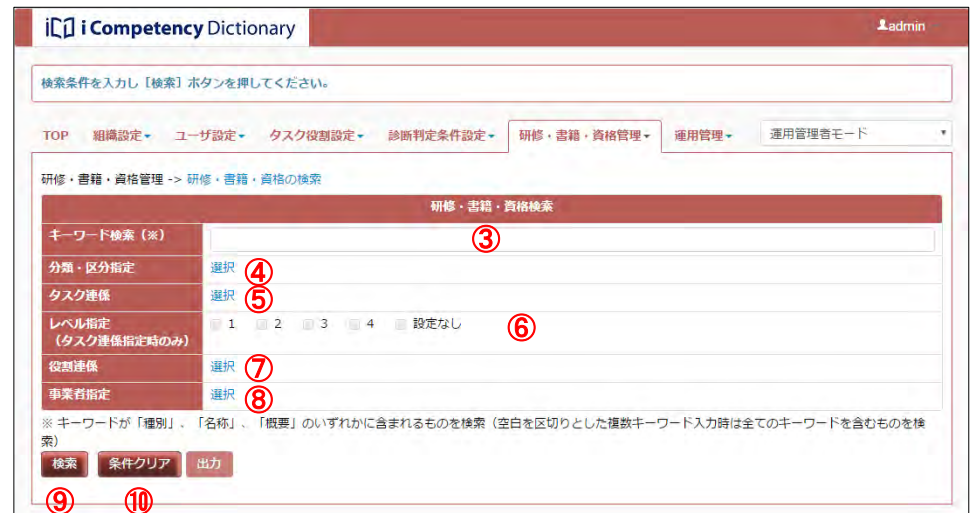 iCD i Competency Dictionary admin
検索条件を入力し [検索] ボタンを押してください。
TOP 組織設定 ユーザ設定 タスク役割設定 診断判定条件設定 研修・書籍・資格管理 運用管理 運用管理者モード
研修・書籍・資格管理 -> 研修・書籍・資格の検索
研修・書籍・資格検索
キーワード検索（※） ③
分類・区分指定 選択 ④
タスク連係 選択 ⑤
レベル指定 1 2 3 4 設定なし ⑥
（タスク連係指定時のみ）
役割連係 選択 ⑦
事業者指定 選択 ⑧
※ キーワードが「種別」、「名称」、「概要」のいずれかに含まれるものを検索（空白を区切りとした複数キーワード入力時は全てのキーワードを含むものを検
索）
検索 条件クリア 出力
⑨ ⑩